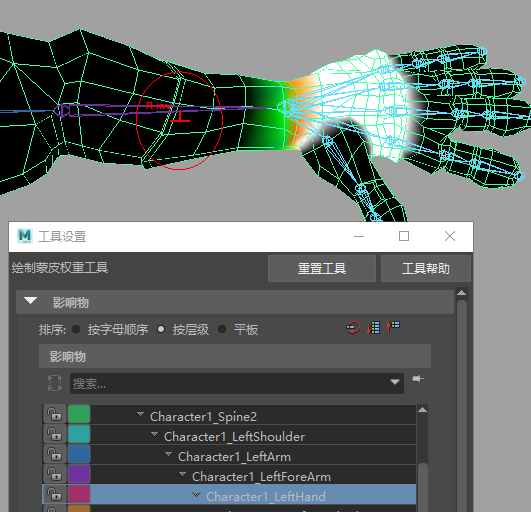 工具设置
绘制蒙皮权重工具
重置工具
工具帮助
影响物
排序:
按字母顺序
按层级
平板
影响物
搜索...
Character1_Spine2
Character1_LeftShoulder
Character1_LeftArm
Character1_LeftForeArm
Character1_LeftHand